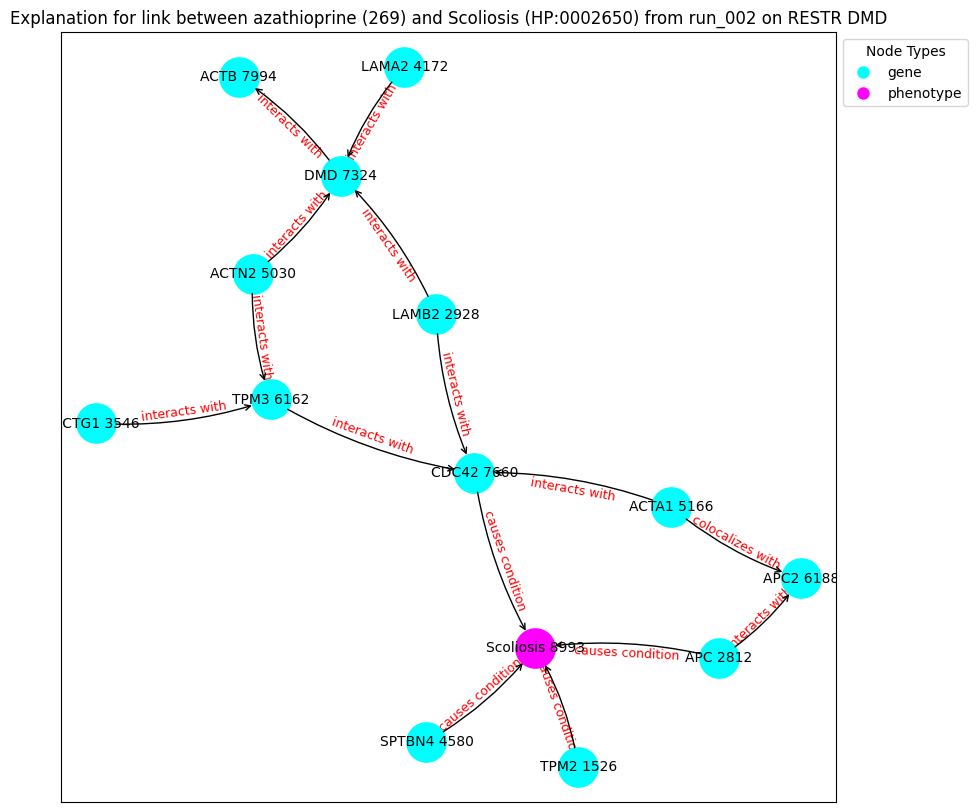 Explanation for link between azathioprine (269) and Scoliosis (HP:0002650) from run_002 on RESTR DMD
Node Types
gene
phenotype
ACTB 7994
LAMA2 4172
interacts with
interacts with
DMD 7324
interacts with
interacts with
ACTN2 5030
LAMB2 2928
interacts with
interacts with
TPM3 6162
CTG1 3546
interacts with
interacts with
CDC42 7660
interacts with
ACTA1 5166
causes condition
colocalizes with
APC2 6188
interacts with
Scoliosis 8993
causes condition
APC 2812
causes condition
causes condition
SPTBN4 4580
TPM2 1526